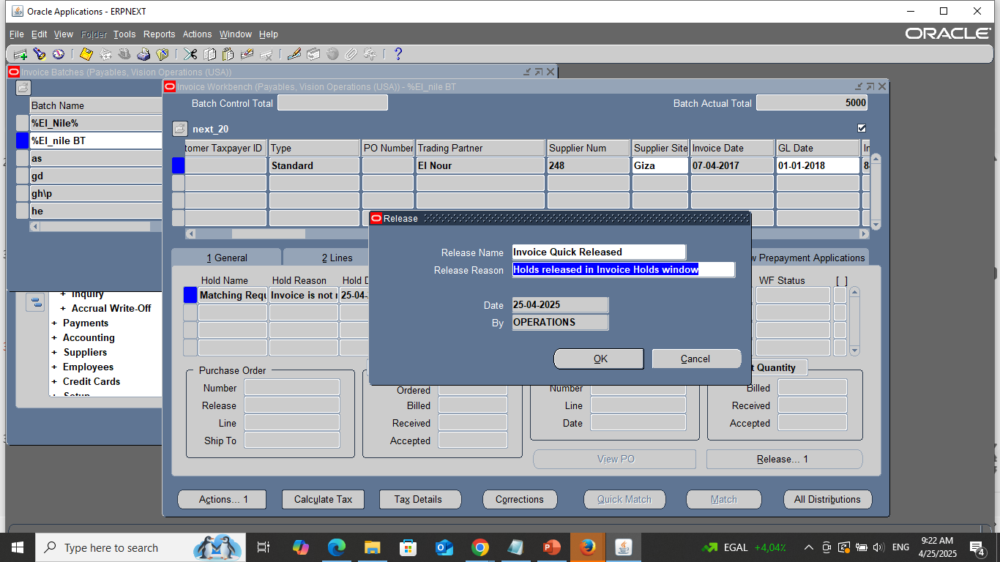 Oracle Applications - ERPNEXT
File Edit View Folder Tools Reports Actions Window Help
ORACLE
Invoice Batches (Payables, Vision Operations (USA))
Batch Name
%El_Nile%
%El_nile BT
as
gd
gh\p
he
Inquiry
+ Accrual Write-Off
+ Payments
+ Accounting
+ Suppliers
+ Employees
+ Credit Cards
+ Setup
Invoice Workbench (Payables, Vision Operations (USA)) - %El_nile BT
Batch Control Total
Batch Actual Total 5000
next_20
tomer Taxpayer ID Type PO Number Trading Partner Supplier Num Supplier Site Invoice Date GL Date In
Standard El Nour 248 Giza 07-04-2017 01-01-2018 8
1 General 2 Lines w Prepayment Applications
Hold Name Hold Reason Hold D WF Status [ ]
Matching Requ Invoice is not 25-04-
Release
Release Name Invoice Quick Released
Release Reason Holds released in Invoice Holds window
Date 25-04-2025
By OPERATIONS
OK Cancel
Purchase Order
Number
Release
Line
Ship To
Ordered
Billed
Received
Accepted
Number
Line
Date
t Quantity
Billed
Received
Accepted
View PO Release... 1
Actions... 1 Calculate Tax Tax Details Corrections Quick Match Match All Distributions
Type here to search
EGAL +4,04%
ENG
9:22 AM
4/25/2025
4